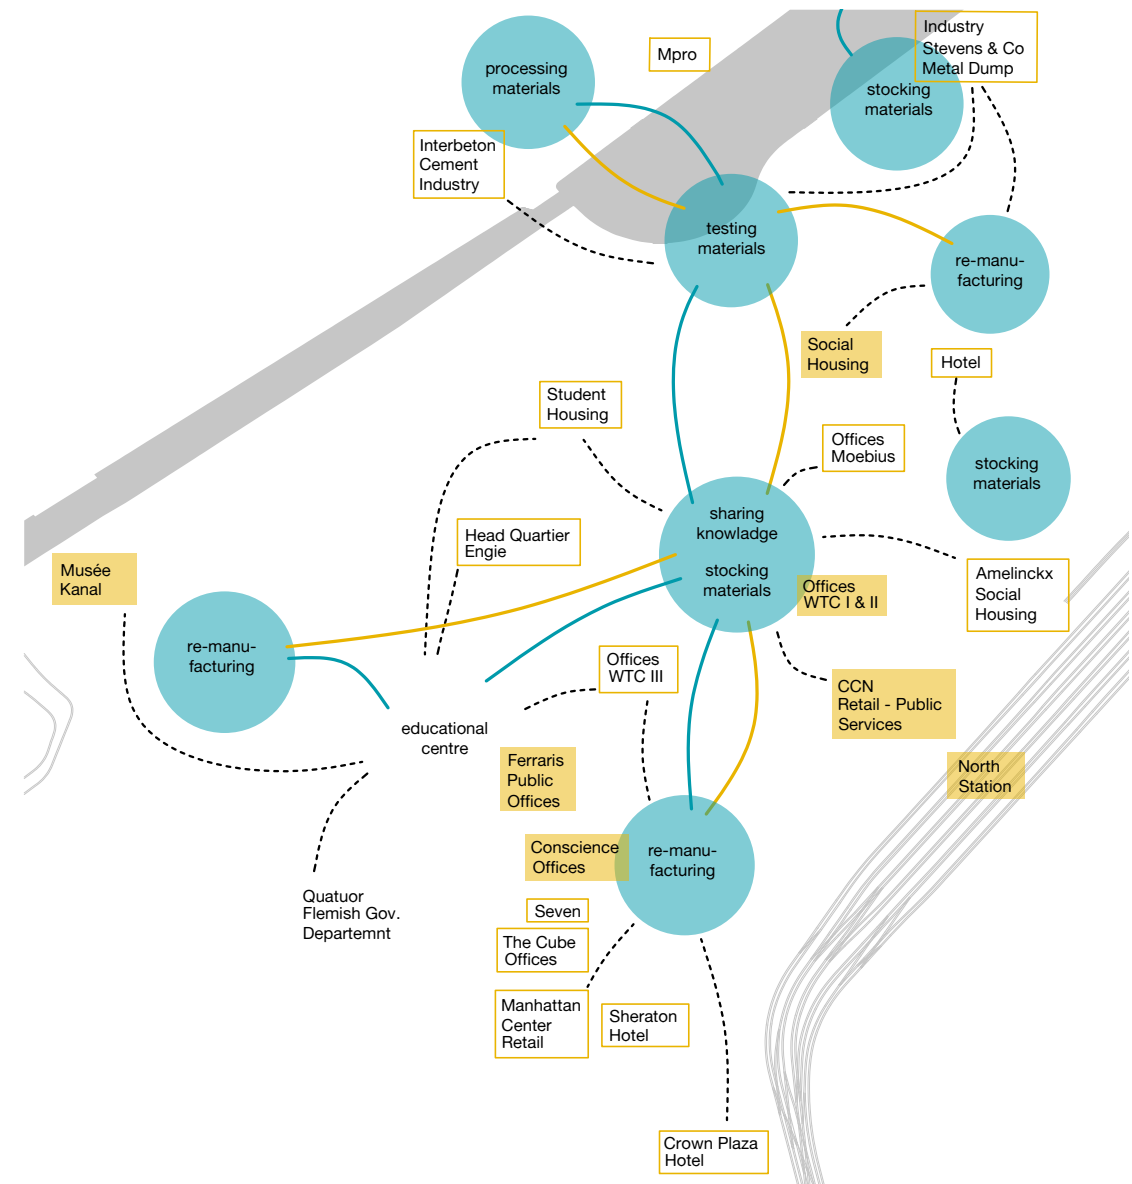 Industry
Stevens & Co
Metal Dump
Mpro
processing
materials
stocking
materials
Interbeton
Cement
Industry
testing
materials
re-manu-
facturing
Social
Housing
Hotel
Student
Housing
Offices
Moebius
stocking
materials
sharing
knowladge
stocking
materials
Head Quartier
Engie
Musée
Kanal
Offices
WTC I & II
Amelinckx
Social
Housing
re-manu-
facturing
Offices
WTC III
CCN
Retail - Public
Services
educational
centre
Ferraris
Public
Offices
North
Station
Conscience
Offices
re-manu-
facturing
Quatuor
Flemish Gov.
Departemnt
Seven
The Cube
Offices
Manhattan
Center
Retail
Sheraton
Hotel
Crown Plaza
Hotel